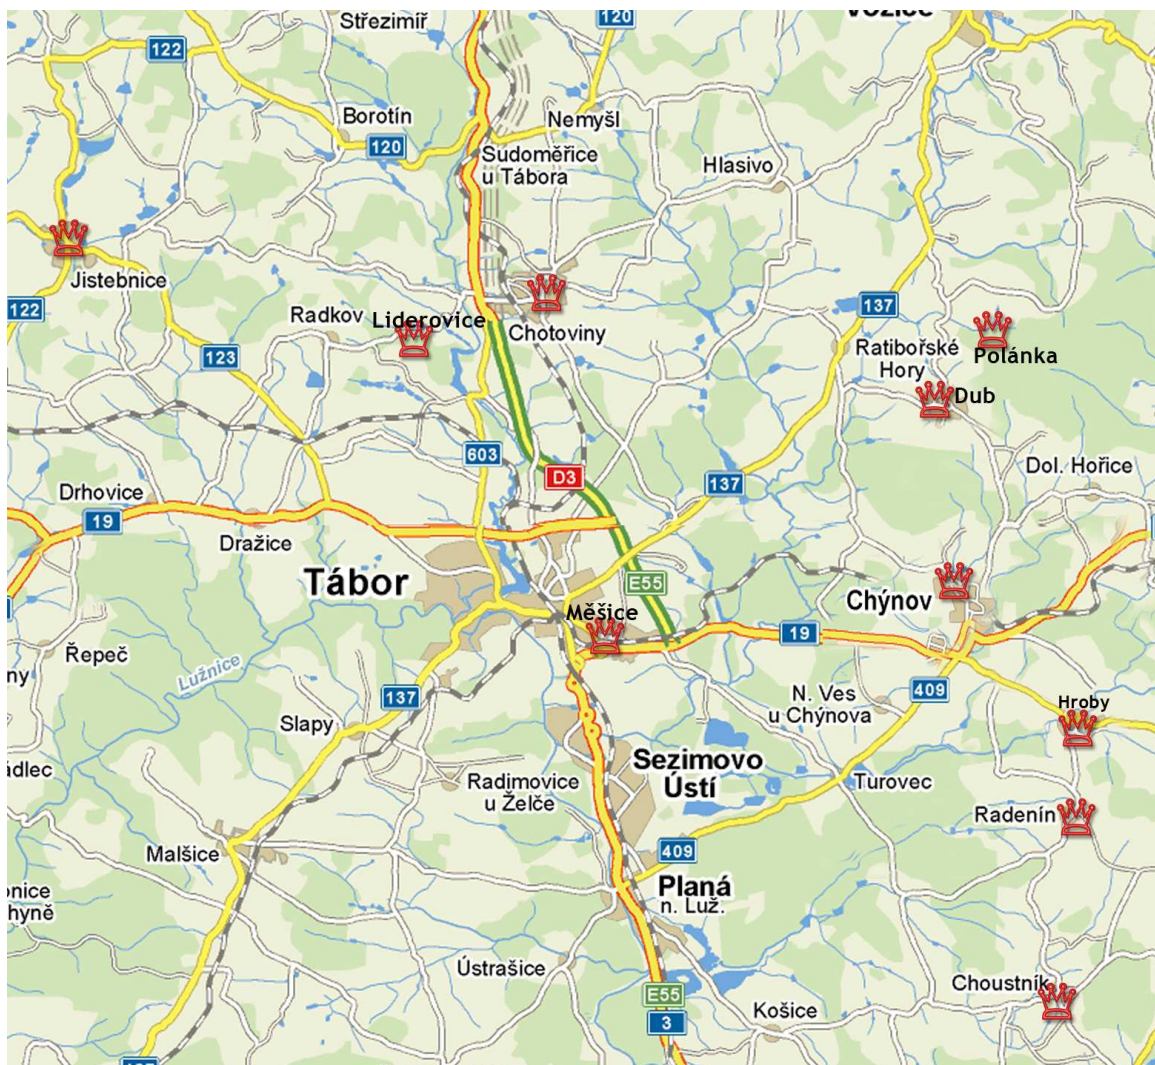 Střezimíř
120
122
Borotín
120
Nemyšl
Sudoměřice
u Tábora
Hlasivo
Jistebnice
122
Radkov
Liderovice
Chotoviny
123
137
Ratibořské
Hory
Polánka
Dub
603
D3
137
Dol. Hořice
Drhovice
19
Dražice
Tábor
E55
Měšice
Chýnov
19
Řepeč
Lužnice
137
409
N. Ves
u Chýnova
Hroby
Slapy
Sezimovo
Ústí
Radimovice
u Želče
Turovec
Radenín
Malšice
409
Planá
n. Luž.
Ústrašice
Choustník
E55
3
Košice